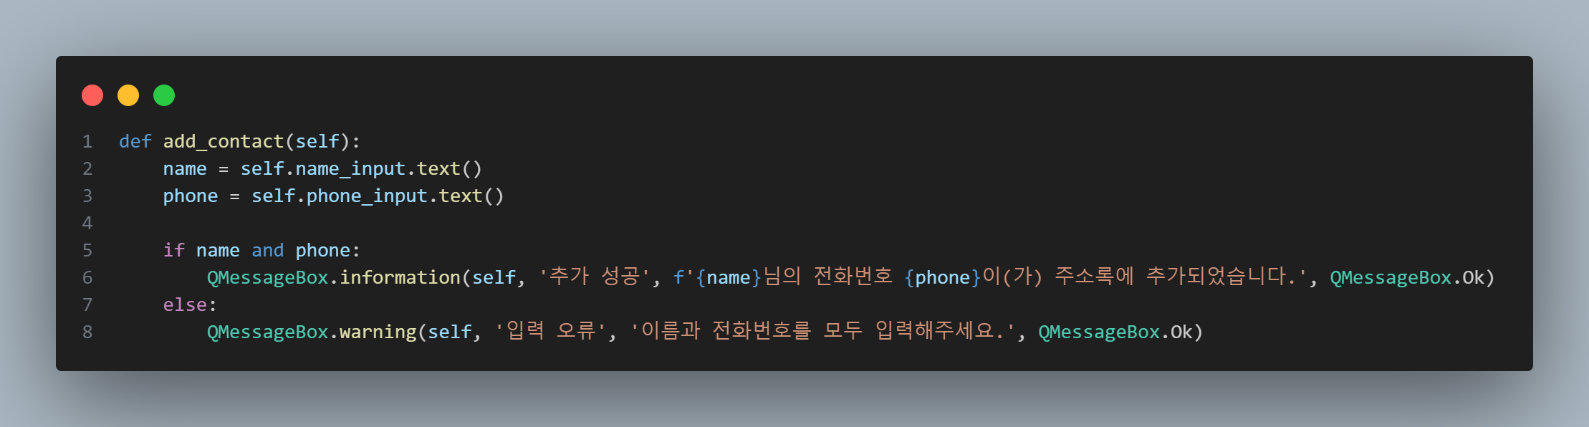 1 def add_contact(self):
2     name = self.name_input.text()
3     phone = self.phone_input.text()
4
5     if name and phone:
6         QMessageBox.information(self, '추가 성공', f'{name}님의 전화번호 {phone}이(가) 주소록에 추가되었습니다.', QMessageBox.Ok)
7     else:
8         QMessageBox.warning(self, '입력 오류', '이름과 전화번호를 모두 입력해주세요.', QMessageBox.Ok)